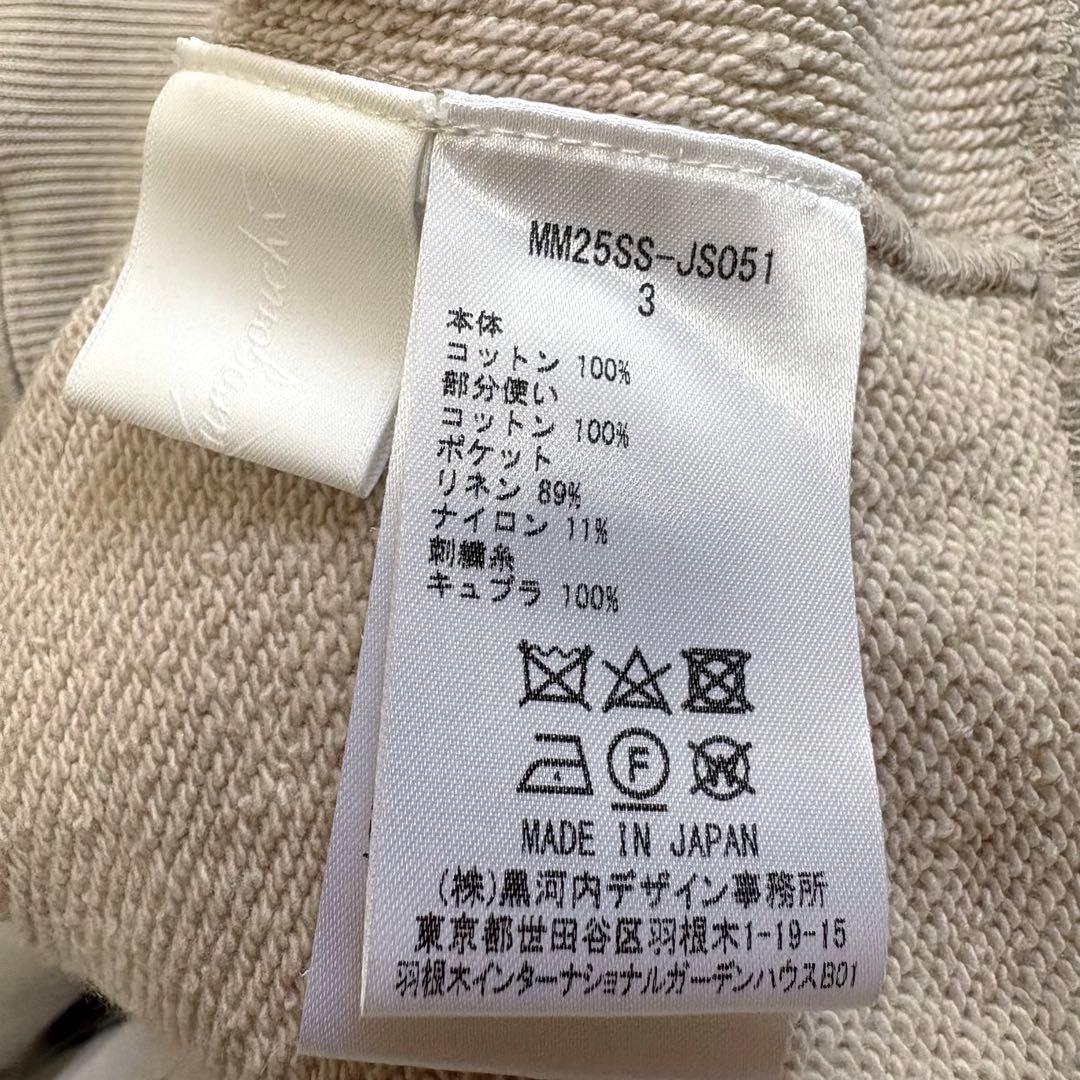 MM25SS-JS051
3
本体
コットン 100%
部分使い
コットン 100%
ポケット
リネン 89%
ナイロン 11%
刺繍糸
キュプラ 100%
F
W
MADE IN JAPAN
(株)黒河内デザイン事務所
東京都世田谷区羽根木1-19-15
羽根木インターナショナルガーデンハウスB01